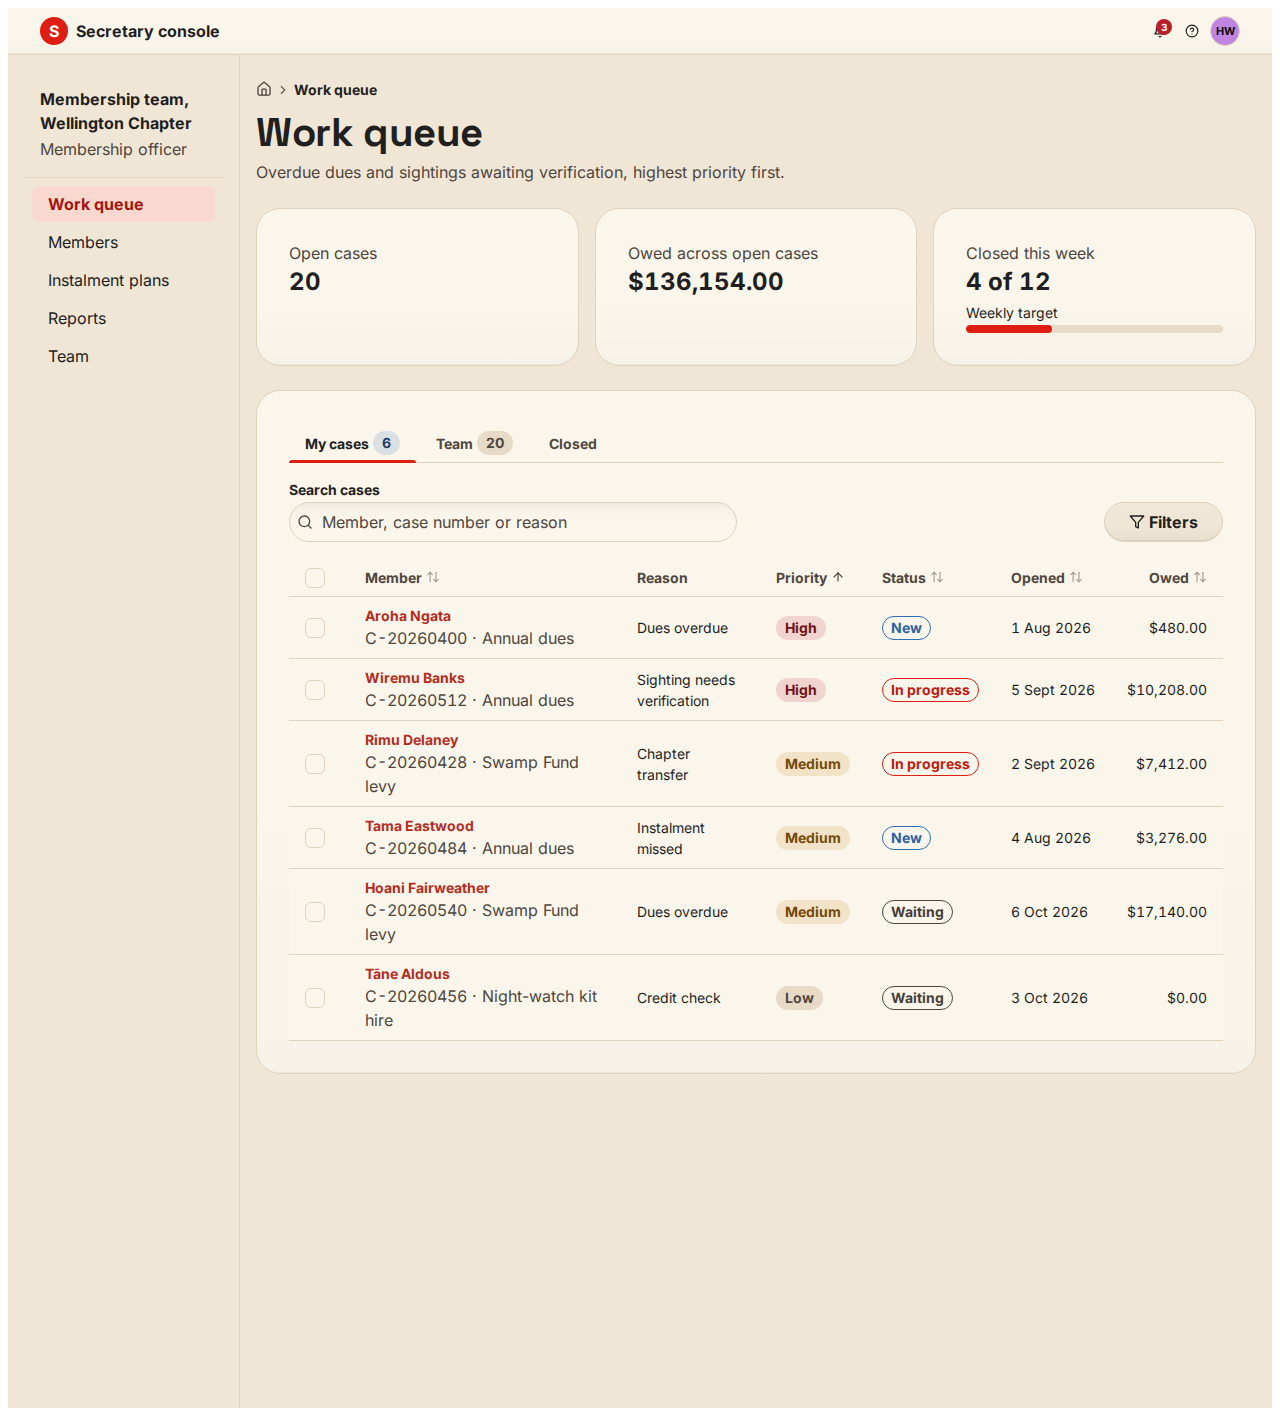 S Secretary console
3
HW
Membership team,
Wellington Chapter
Membership officer
Work queue
Members
Instalment plans
Reports
Team
Work queue
Work queue
Overdue dues and sightings awaiting verification, highest priority first.
Open cases
20
Owed across open cases
$136,154.00
Closed this week
4 of 12
Weekly target
My cases 6 Team 20 Closed
Search cases
Member, case number or reason
Filters
Member Reason Priority Status Opened Owed
Aroha Ngata
C-20260400 · Annual dues
Dues overdue
High
New
1 Aug 2026
$480.00
Wiremu Banks
C-20260512 · Annual dues
Sighting needs
verification
High
In progress
5 Sept 2026
$10,208.00
Rimu Delaney
C-20260428 · Swamp Fund
levy
Chapter
transfer
Medium
In progress
2 Sept 2026
$7,412.00
Tama Eastwood
C-20260484 · Annual dues
Instalment
missed
Medium
New
4 Aug 2026
$3,276.00
Hoani Fairweather
C-20260540 · Swamp Fund
levy
Dues overdue
Medium
Waiting
6 Oct 2026
$17,140.00
Tāne Aldous
C-20260456 · Night-watch kit
hire
Credit check
Low
Waiting
3 Oct 2026
$0.00